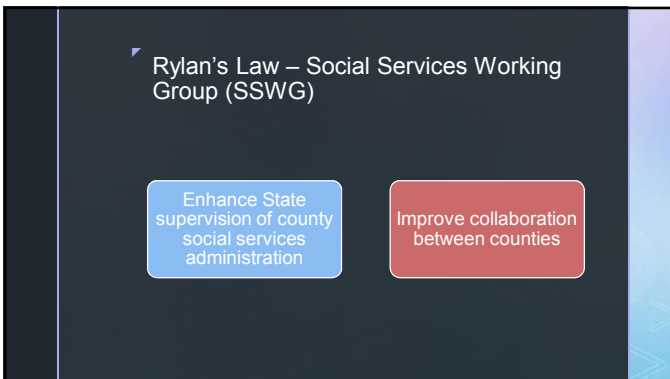 Rylan’s Law – Social Services Working
Group (SSWG)
Enhance State
supervision of county
social services
administration
Improve collaboration
between counties